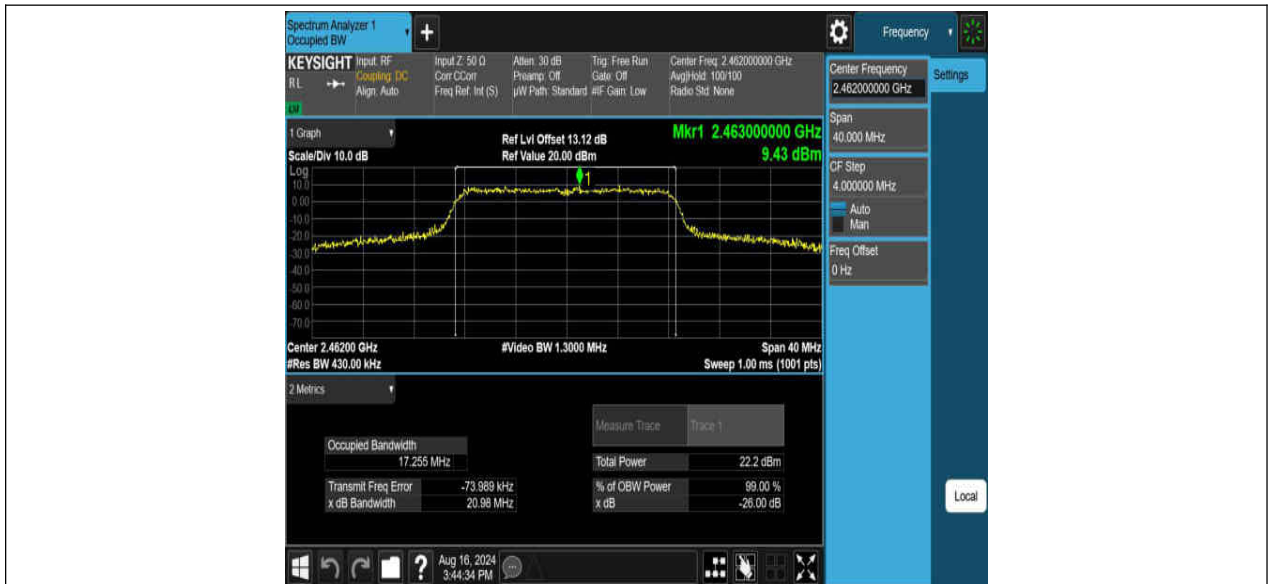 Spectrum Analyzer 1
Occupied BW
+
Frequency
KEYSIGHT Input: RF Input Z: 50 Ω Atten: 30 dB Trig: Free Run Center Freq: 2.462000000 GHz
RL Coupling: DC Corr CCorr Preamp: Off Gate: Off Avg|Hold: 100/100
Align: Auto Freq Ref: Int (S) µW Path: Standard #IF Gain: Low Radio Std: None
Center Frequency
2.462000000 GHz
Settings
Span
40.000 MHz
CF Step
4.000000 MHz
Auto
Man
Freq Offset
0 Hz
Local
1 Graph
Ref Lvl Offset 13.12 dB
Mkr1 2.463000000 GHz
Scale/Div 10.0 dB
Ref Value 20.00 dBm
9.43 dBm
Log
10.0
0.00
-10.0
-20.0
-30.0
-40.0
-50.0
-60.0
-70.0
1
Center 2.46200 GHz #Video BW 1.3000 MHz Span 40 MHz
#Res BW 430.00 kHz Sweep 1.00 ms (1001 pts)
2 Metrics
Measure Trace Trace 1
Occupied Bandwidth
17.255 MHz
Total Power 22.2 dBm
Transmit Freq Error -73.989 kHz % of OBW Power 99.00 %
x dB Bandwidth 20.98 MHz x dB -26.00 dB
?
Aug 16, 2024
3:44:34 PM